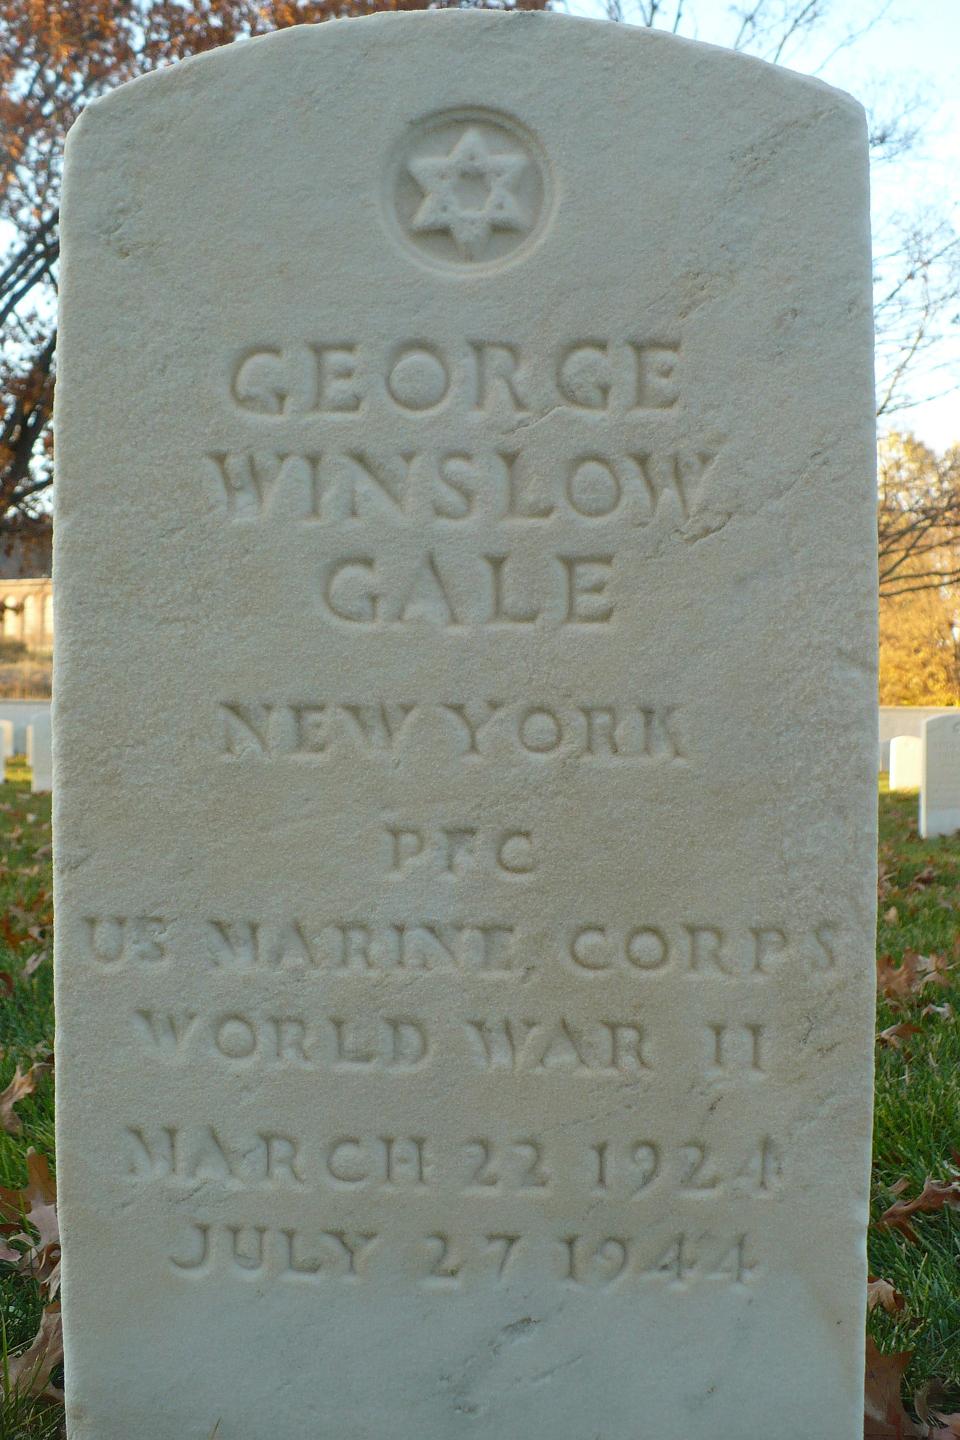 GEORGE
WINSLOW
GALE
NEW YORK
PFC
US MARINE CORPS
WORLD WAR II
MARCH 22 1924
JULY 27 1944